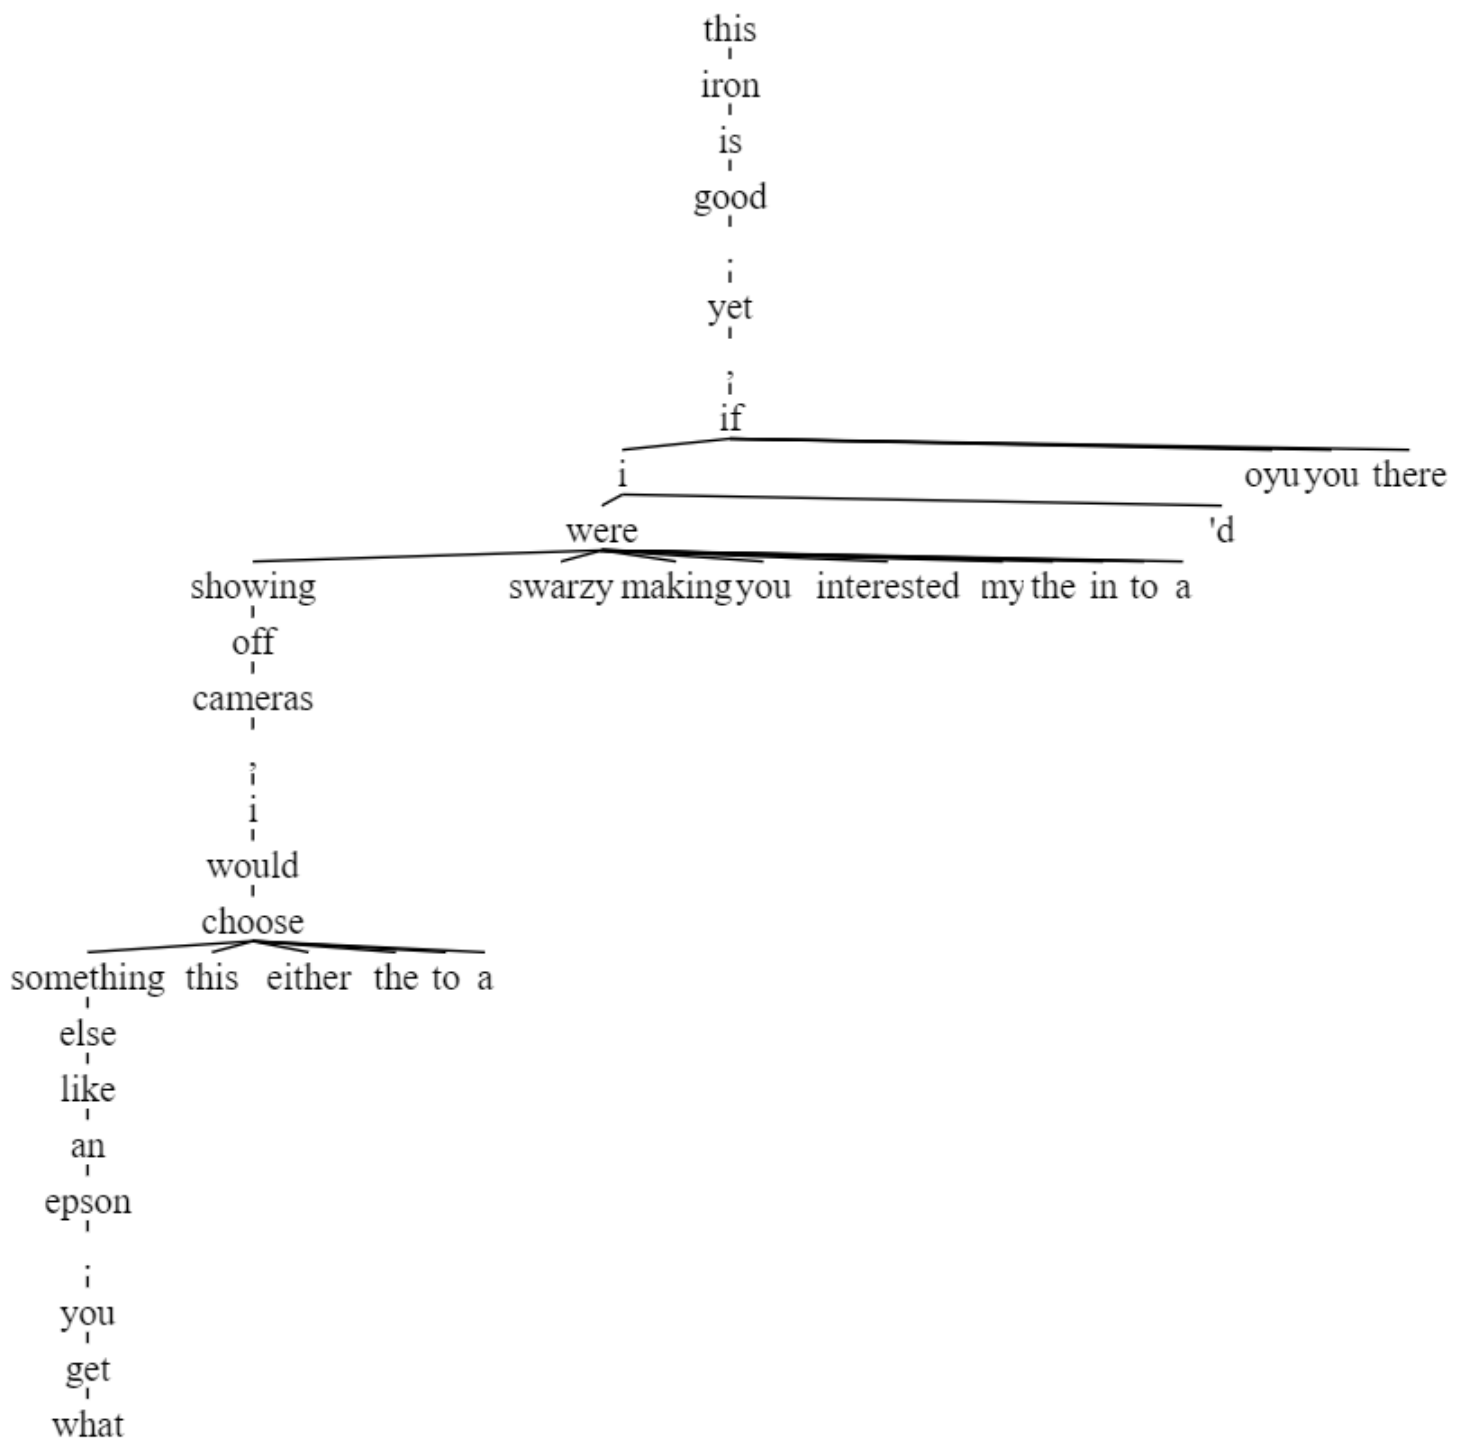 this
iron
is
good
.
yet
,
if
i oyu you there
were 'd
showing swarzy making you interested my the in to a
off
cameras
,
i
would
choose
something this either the to a
else
like
an
epson
.
you
get
what